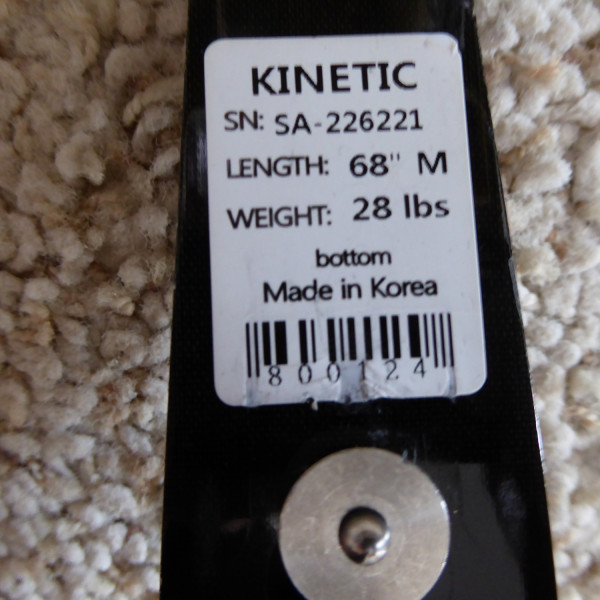 KINETIC
SN: SA-226221
LENGTH: 68" M
WEIGHT: 28 lbs
bottom
Made in Korea
800124